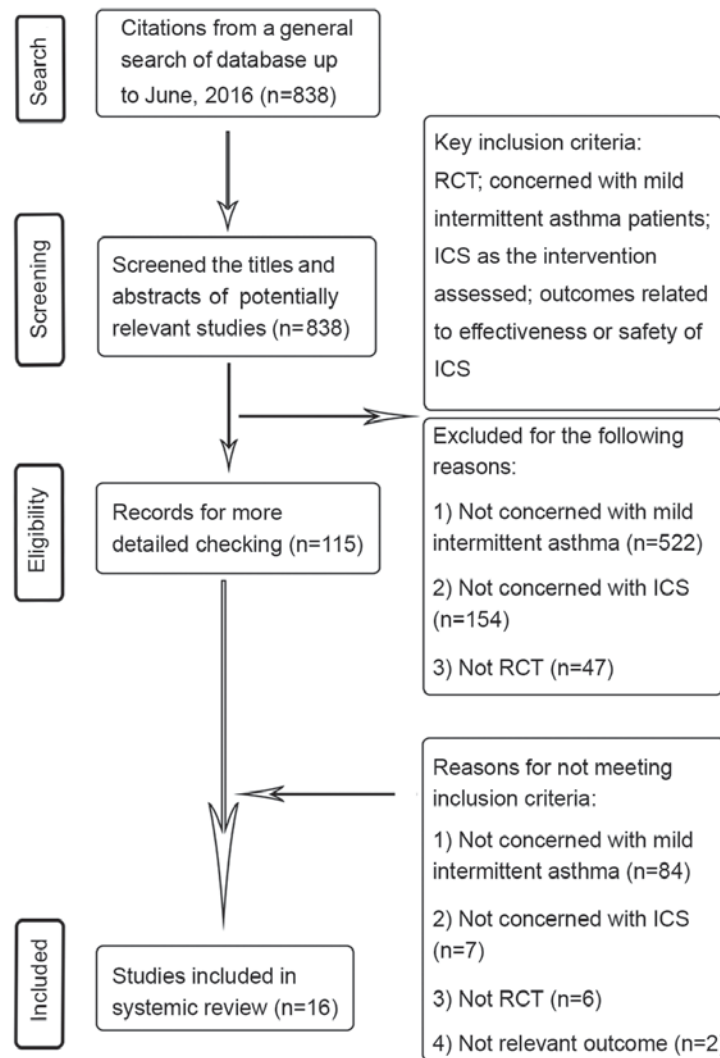 Search
Citations from a general
search of database up
to June, 2016 (n=838)
Screening
Screened the titles and
abstracts of potentially
relevant studies (n=838)
Key inclusion criteria:
RCT; concerned with mild
intermittent asthma patients;
ICS as the intervention
assessed; outcomes related
to effectiveness or safety of
ICS
Excluded for the following
reasons:
1) Not concerned with mild
intermittent asthma (n=522)
2) Not concerned with ICS
(n=154)
3) Not RCT (n=47)
Eligibility
Records for more
detailed checking (n=115)
Reasons for not meeting
inclusion criteria:
1) Not concerned with mild
intermittent asthma (n=84)
2) Not concerned with ICS
(n=7)
3) Not RCT (n=6)
4) Not relevant outcome (n=2
Included
Studies included in
systemic review (n=16)